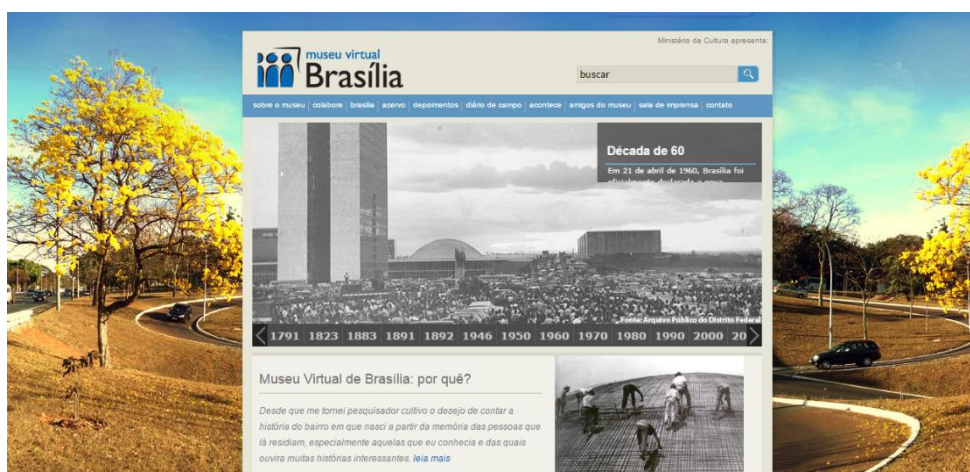 Ministério da Cultura apresenta:
museu virtual
Brasília
buscar
sobre o museu | colabore | brasília | acervo | depoimentos | diário de campo | acontece | amigos do museu | sala de imprensa | contato
Década de 60
Em 21 de abril de 1960, Brasília foi
oficialmente declarada a nova
Fonte: Arquivo Público do Distrito Federal
1791 1823 1883 1891 1892 1946 1950 1960 1970 1980 1990 2000 20
Museu Virtual de Brasília: por quê?
Desde que me tornei pesquisador cultivo o desejo de contar a
história do bairro em que nasci a partir da memória das pessoas que
lá residiam, especialmente aquelas que eu conhecia e das quais
ouvira muitas histórias interessantes. leia mais